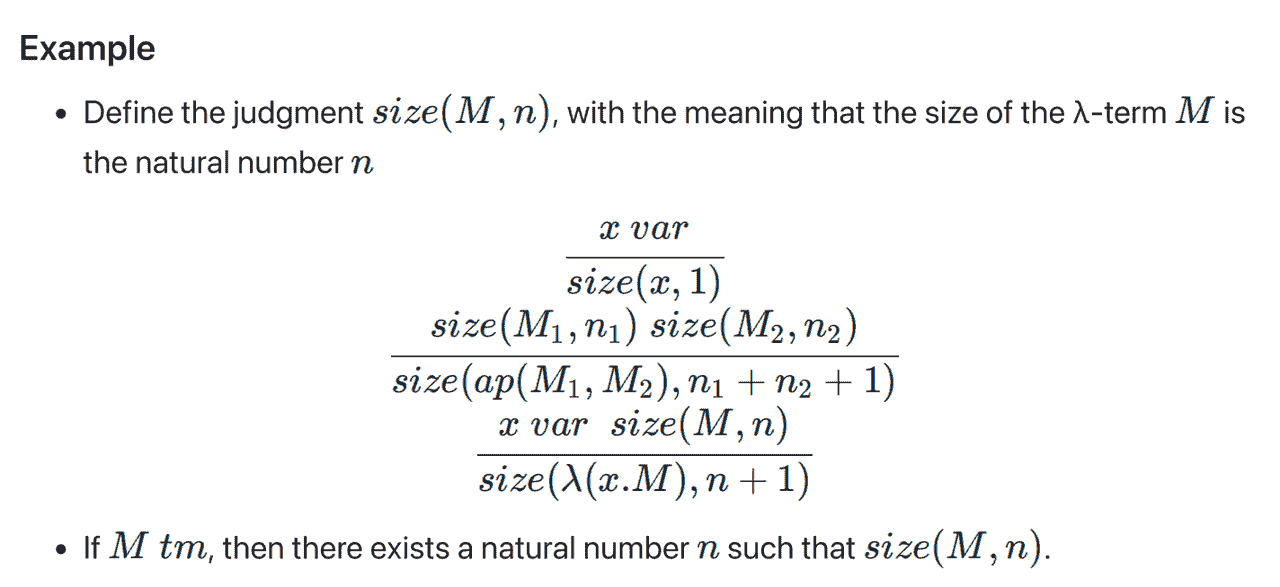 Example
• Define the judgment size(M, n), with the meaning that the size of the λ-term M is
the natural number n
x var
size(x, 1)
size(M₁, n₁) size(M₂, n₂)
size(ap(M₁, M₂), n₁ + n₂ + 1)
x var size(M, n)
size(λ(x.M), n + 1)
• If M tm, then there exists a natural number n such that size(M, n).